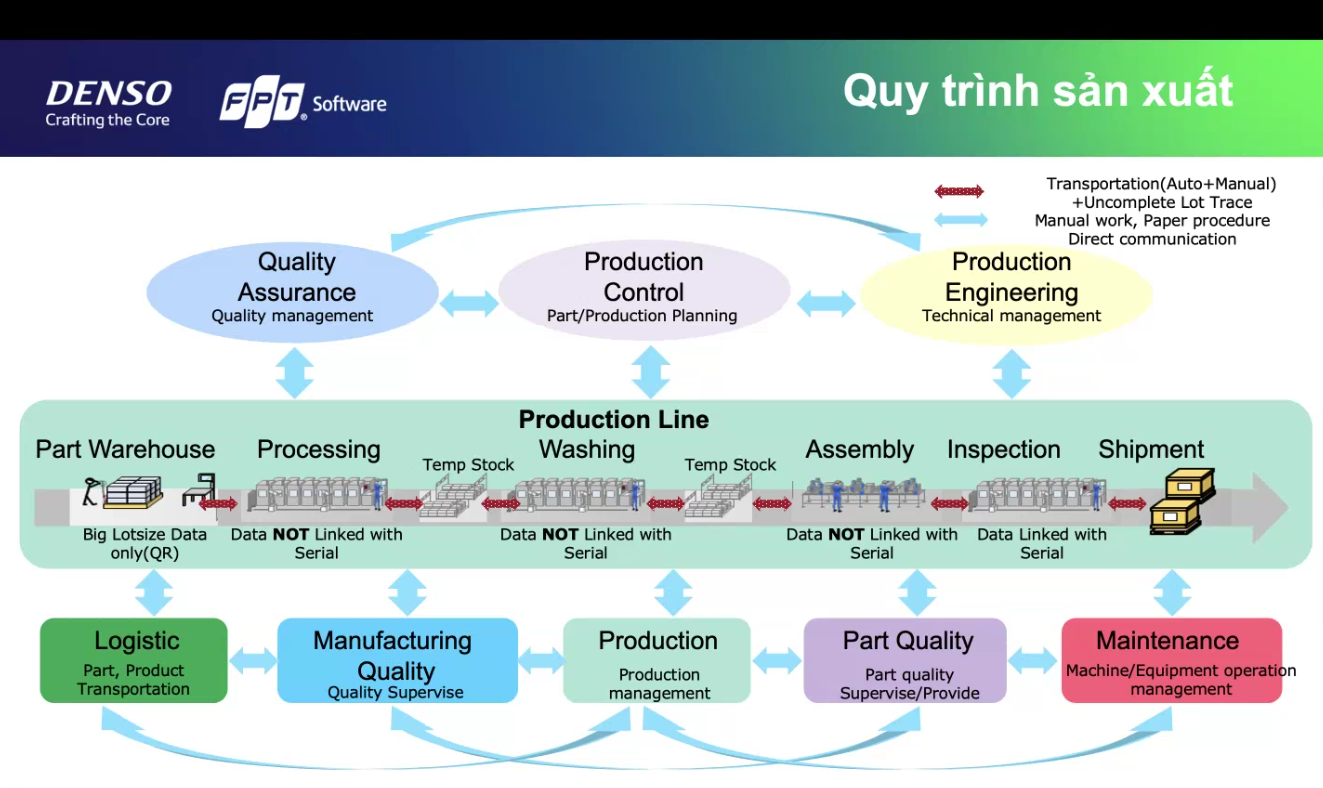 DENSO
Crafting the Core
FPT Software
Quy trình sản xuất
Transportation(Auto+Manual)
+Uncomplete Lot Trace
Manual work, Paper procedure
Direct communication
Quality
Assurance
Quality management
Production
Control
Part/Production Planning
Production
Engineering
Technical management
Production Line
Part Warehouse
Processing
Temp Stock
Washing
Temp Stock
Assembly
Inspection
Shipment
Big Lotsize Data
only(QR)
Data NOT Linked with
Serial
Data NOT Linked with
Serial
Data NOT Linked with
Serial
Data Linked with
Serial
Logistic
Part, Product
Transportation
Manufacturing
Quality
Quality Supervise
Production
Production
management
Part Quality
Part quality
Supervise/Provide
Maintenance
Machine/Equipment operation
management